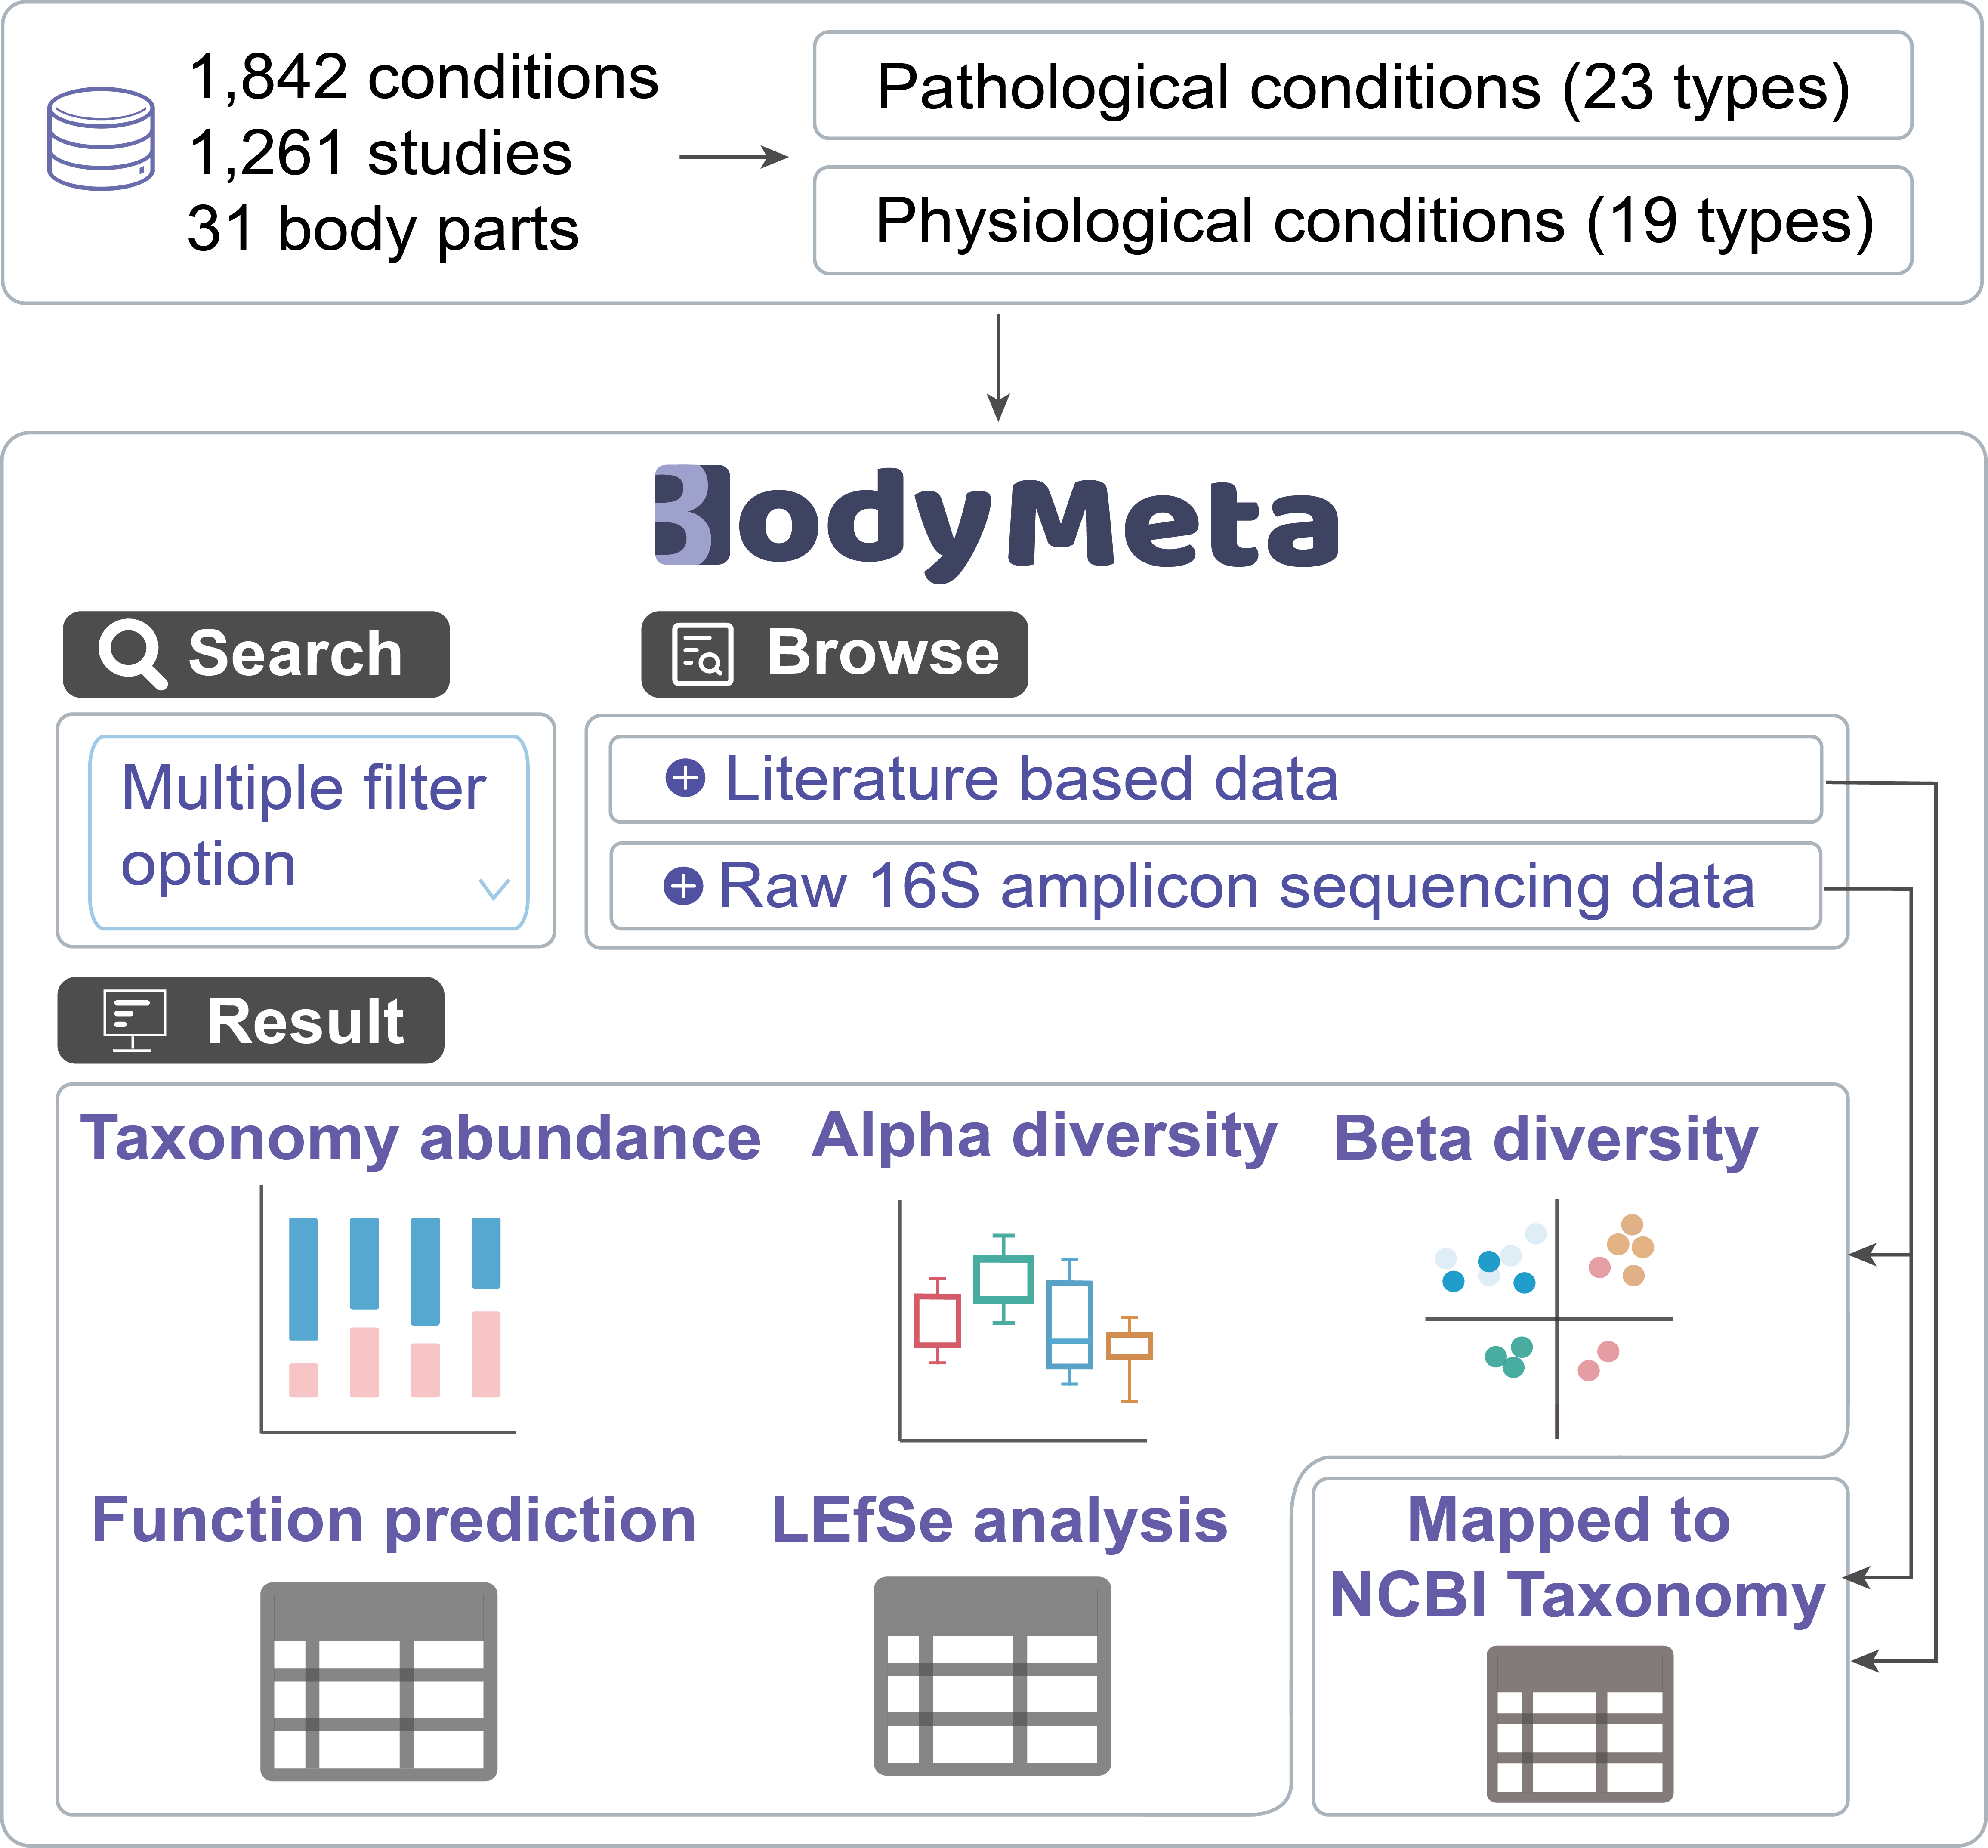 1,842 conditions
1,261 studies
31 body parts
Pathological conditions (23 types)
Physiological conditions (19 types)
BodyMeta
Search
Multiple filter
option
Browse
Literature based data
Raw 16S amplicon sequencing data
Result
Taxonomy abundance
Alpha diversity
Beta diversity
Function prediction
LEfSe analysis
Mapped to
NCBI Taxonomy